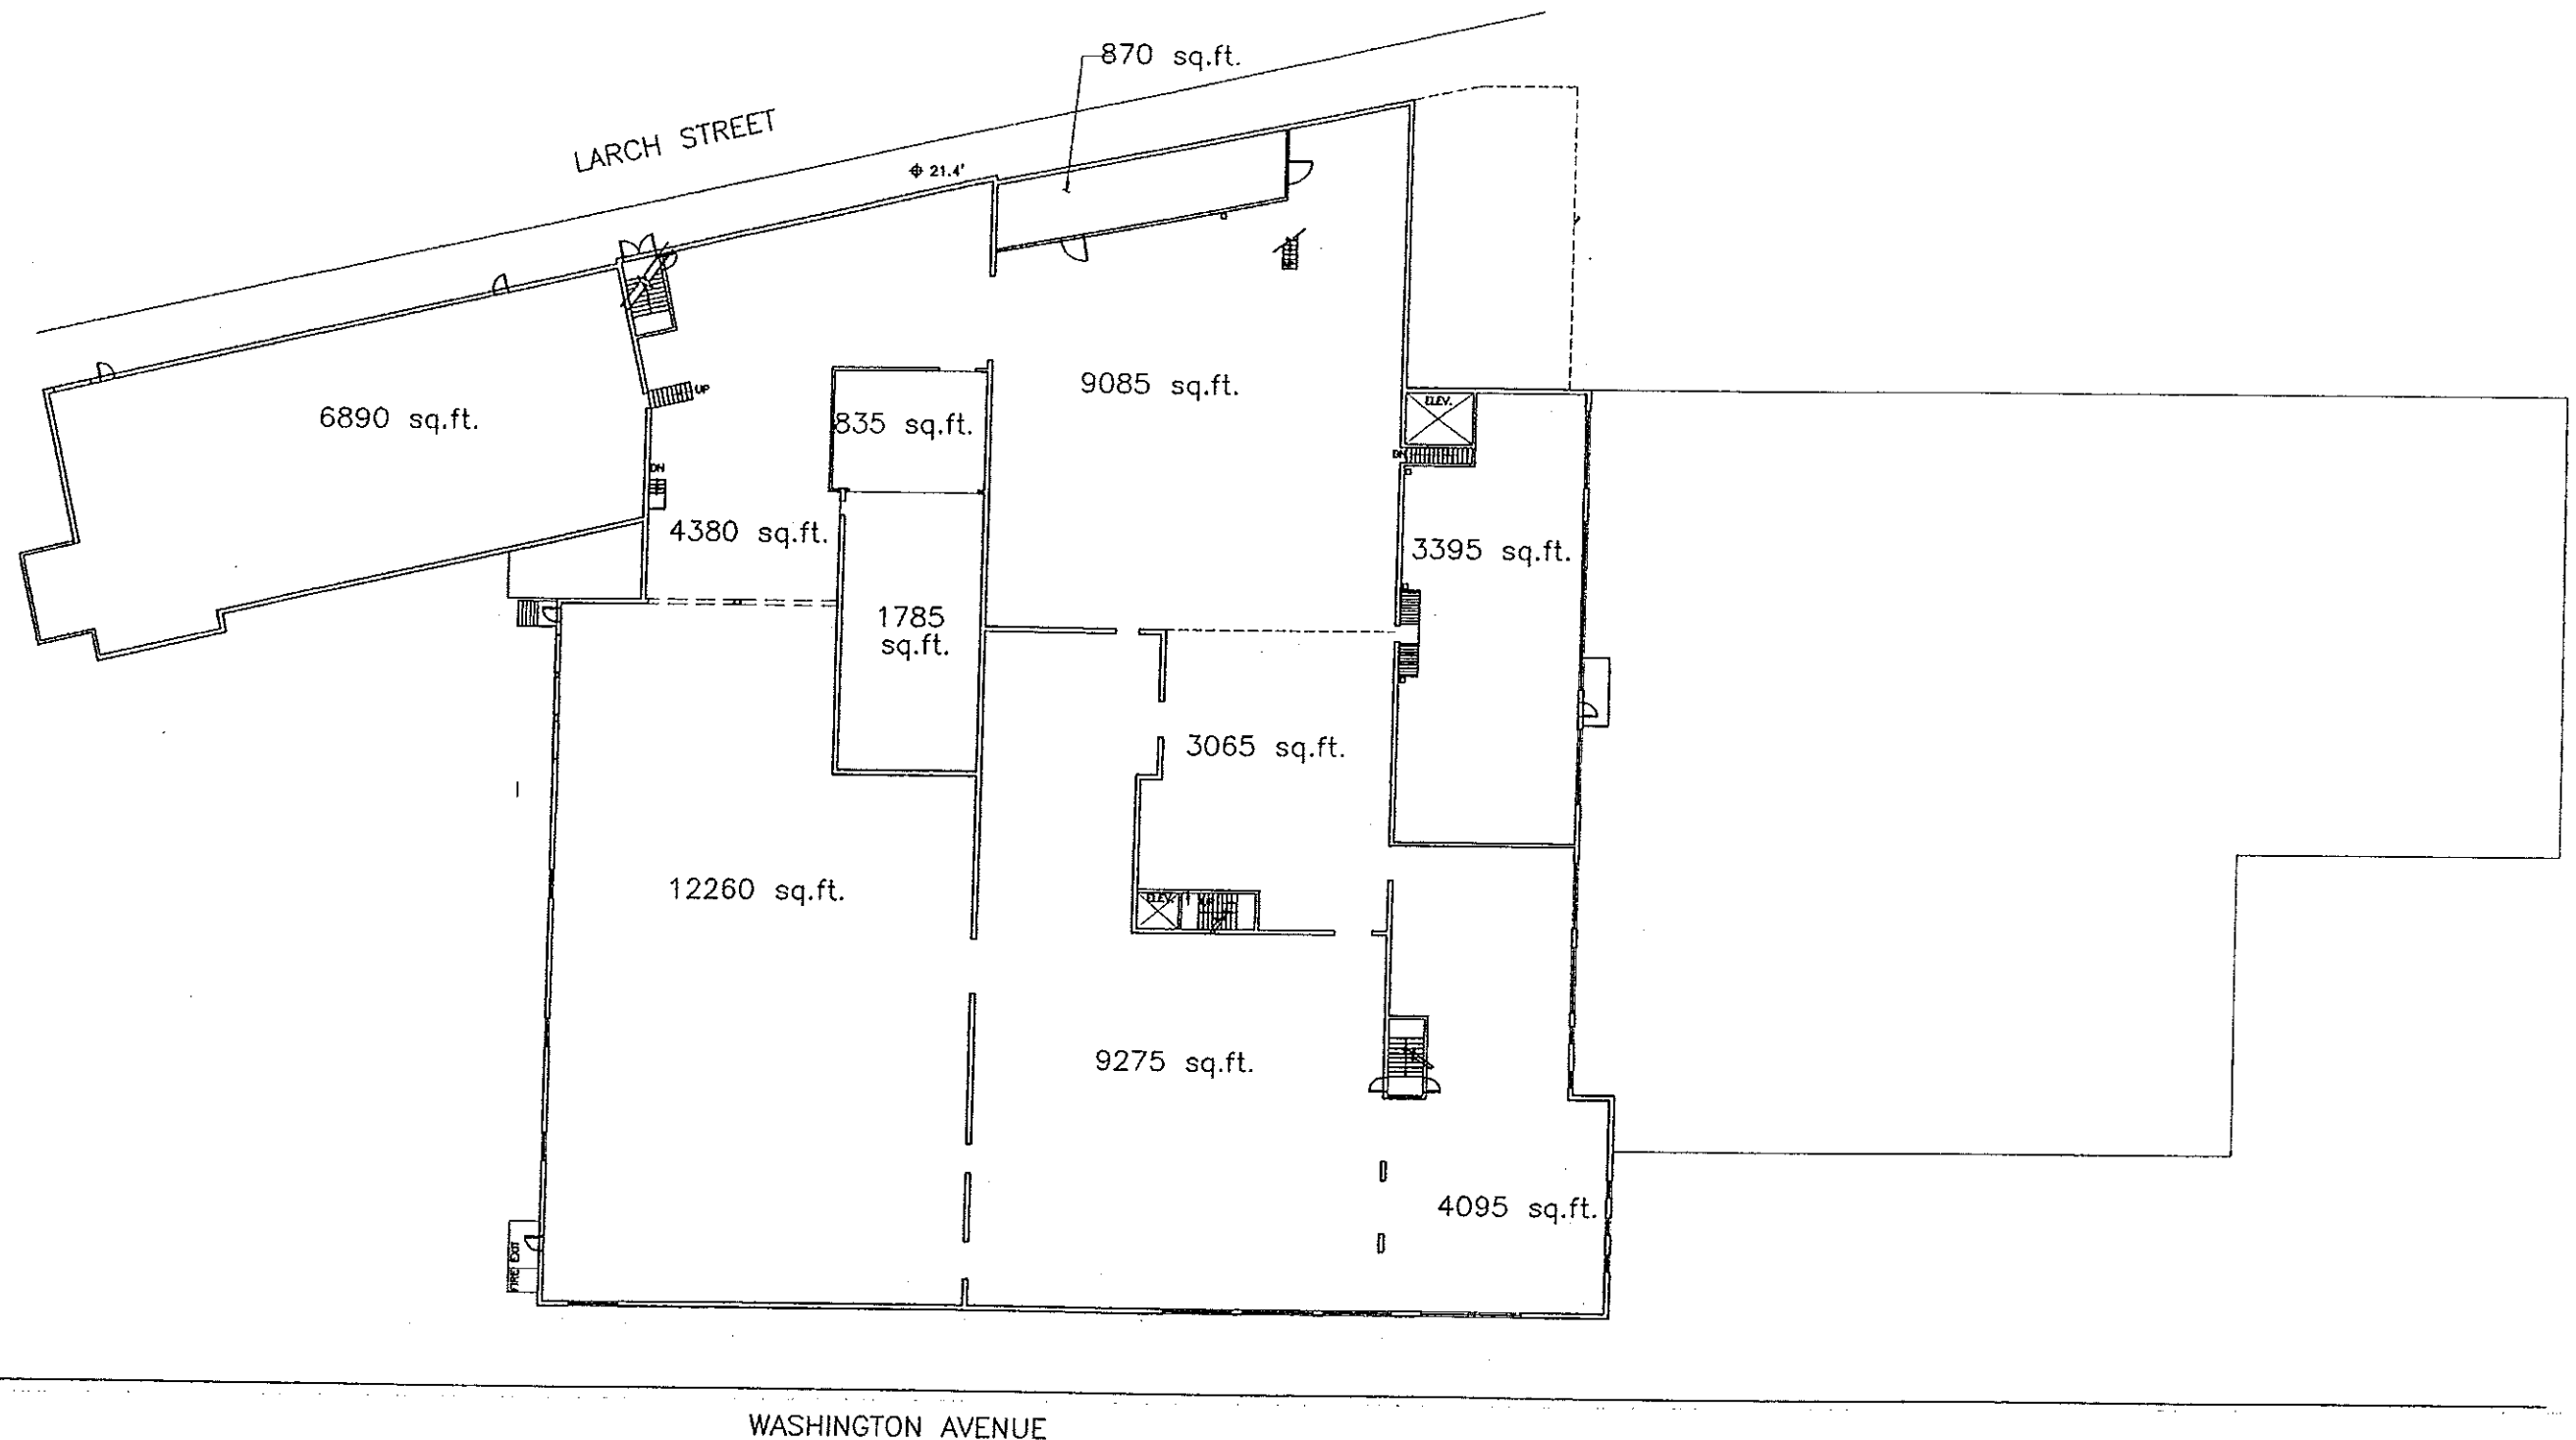 870 sq.ft.
LARCH STREET
21.4'
9085 sq.ft.
UP
ELEV.
6890 sq.ft.
835 sq.ft.
DN
DN
4380 sq.ft.
3395 sq.ft.
1785
sq.ft.
3065 sq.ft.
12260 sq.ft.
ELEV.
UP
9275 sq.ft.
4095 sq.ft.
FIRE EXIT
WASHINGTON AVENUE